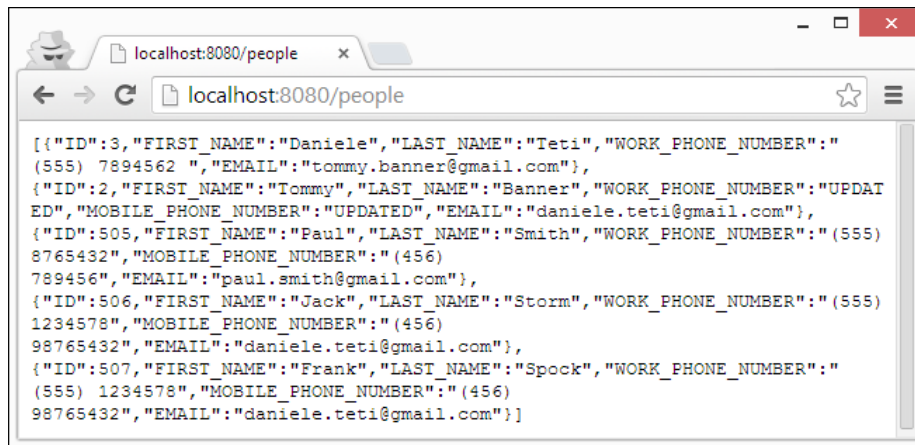 localhost:8080/people
localhost:8080/people
[{"ID":3,"FIRST_NAME":"Daniele","LAST_NAME":"Teti","WORK_PHONE_NUMBER":"
(555) 7894562 ","EMAIL":"tommy.banner@gmail.com"},
{"ID":2,"FIRST_NAME":"Tommy","LAST_NAME":"Banner","WORK_PHONE_NUMBER":"UPDAT
ED","MOBILE_PHONE_NUMBER":"UPDATED","EMAIL":"daniele.teti@gmail.com"},
{"ID":505,"FIRST_NAME":"Paul","LAST_NAME":"Smith","WORK_PHONE_NUMBER":"(555)
8765432","MOBILE_PHONE_NUMBER":"(456)
789456","EMAIL":"paul.smith@gmail.com"},
{"ID":506,"FIRST_NAME":"Jack","LAST_NAME":"Storm","WORK_PHONE_NUMBER":"(555)
1234578","MOBILE_PHONE_NUMBER":"(456)
98765432","EMAIL":"daniele.teti@gmail.com"},
{"ID":507,"FIRST_NAME":"Frank","LAST_NAME":"Spock","WORK_PHONE_NUMBER":"
(555) 1234578","MOBILE_PHONE_NUMBER":"(456)
98765432","EMAIL":"daniele.teti@gmail.com"}]